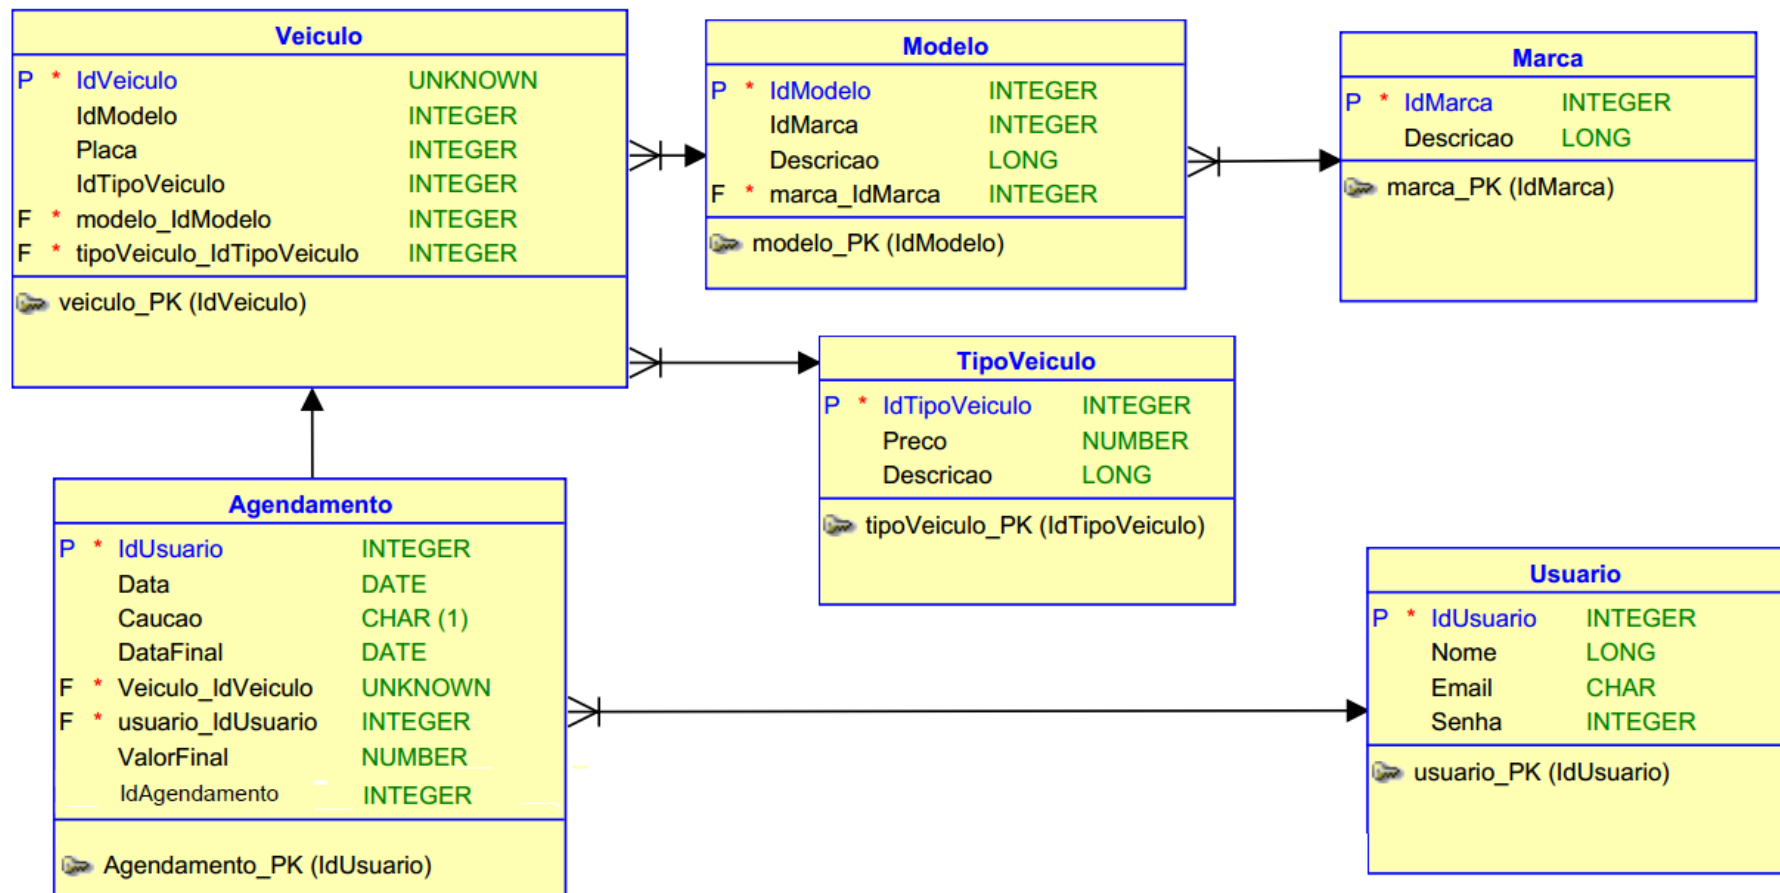 Veiculo
P * IdVeiculo UNKNOWN
IdModelo INTEGER
Placa INTEGER
IdTipoVeiculo INTEGER
F * modelo_IdModelo INTEGER
F * tipoVeiculo_IdTipoVeiculo INTEGER
veiculo_PK (IdVeiculo)
Modelo
P * IdModelo INTEGER
IdMarca INTEGER
Descricao LONG
F * marca_IdMarca INTEGER
modelo_PK (IdModelo)
Marca
P * IdMarca INTEGER
Descricao LONG
marca_PK (IdMarca)
TipoVeiculo
P * IdTipoVeiculo INTEGER
Preco NUMBER
Descricao LONG
tipoVeiculo_PK (IdTipoVeiculo)
Agendamento
P * IdUsuario INTEGER
Data DATE
Caucao CHAR (1)
DataFinal DATE
F * Veiculo_IdVeiculo UNKNOWN
F * usuario_IdUsuario INTEGER
ValorFinal NUMBER
IdAgendamento INTEGER
Agendamento_PK (IdUsuario)
Usuario
P * IdUsuario INTEGER
Nome LONG
Email CHAR
Senha INTEGER
usuario_PK (IdUsuario)